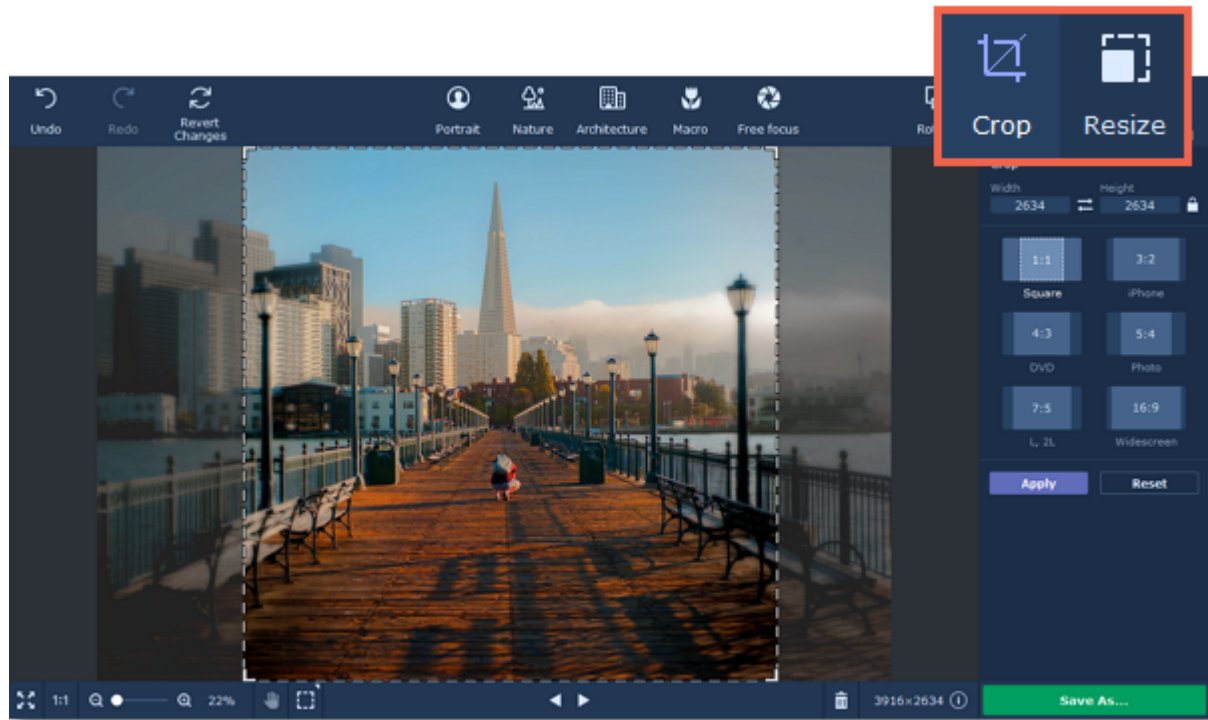 Crop Resize
Undo Redo Revert Changes Portrait Nature Architecture Macro Free focus
Crop
Width Height
2634 2634
1:1 3:2
Square iPhone
4:3 5:4
DVD Photo
7:5 16:9
L, 2L Widescreen
Apply Reset
1:1 22% 3916×2634 Save As...